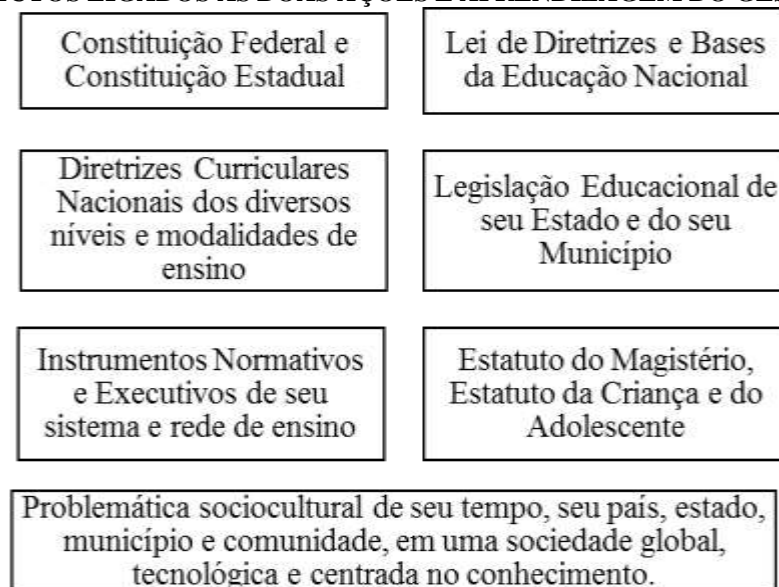 Constituição Federal e
Constituição Estadual
Lei de Diretrizes e Bases
da Educação Nacional
Diretrizes Curriculares
Nacionais dos diversos
níveis e modalidades de
ensino
Legislação Educacional de
seu Estado e do seu
Município
Instrumentos Normativos
e Executivos de seu
sistema e rede de ensino
Estatuto do Magistério,
Estatuto da Criança e do
Adolescente
Problemática sociocultural de seu tempo, seu país, estado,
município e comunidade, em uma sociedade global,
tecnológica e centrada no conhecimento.